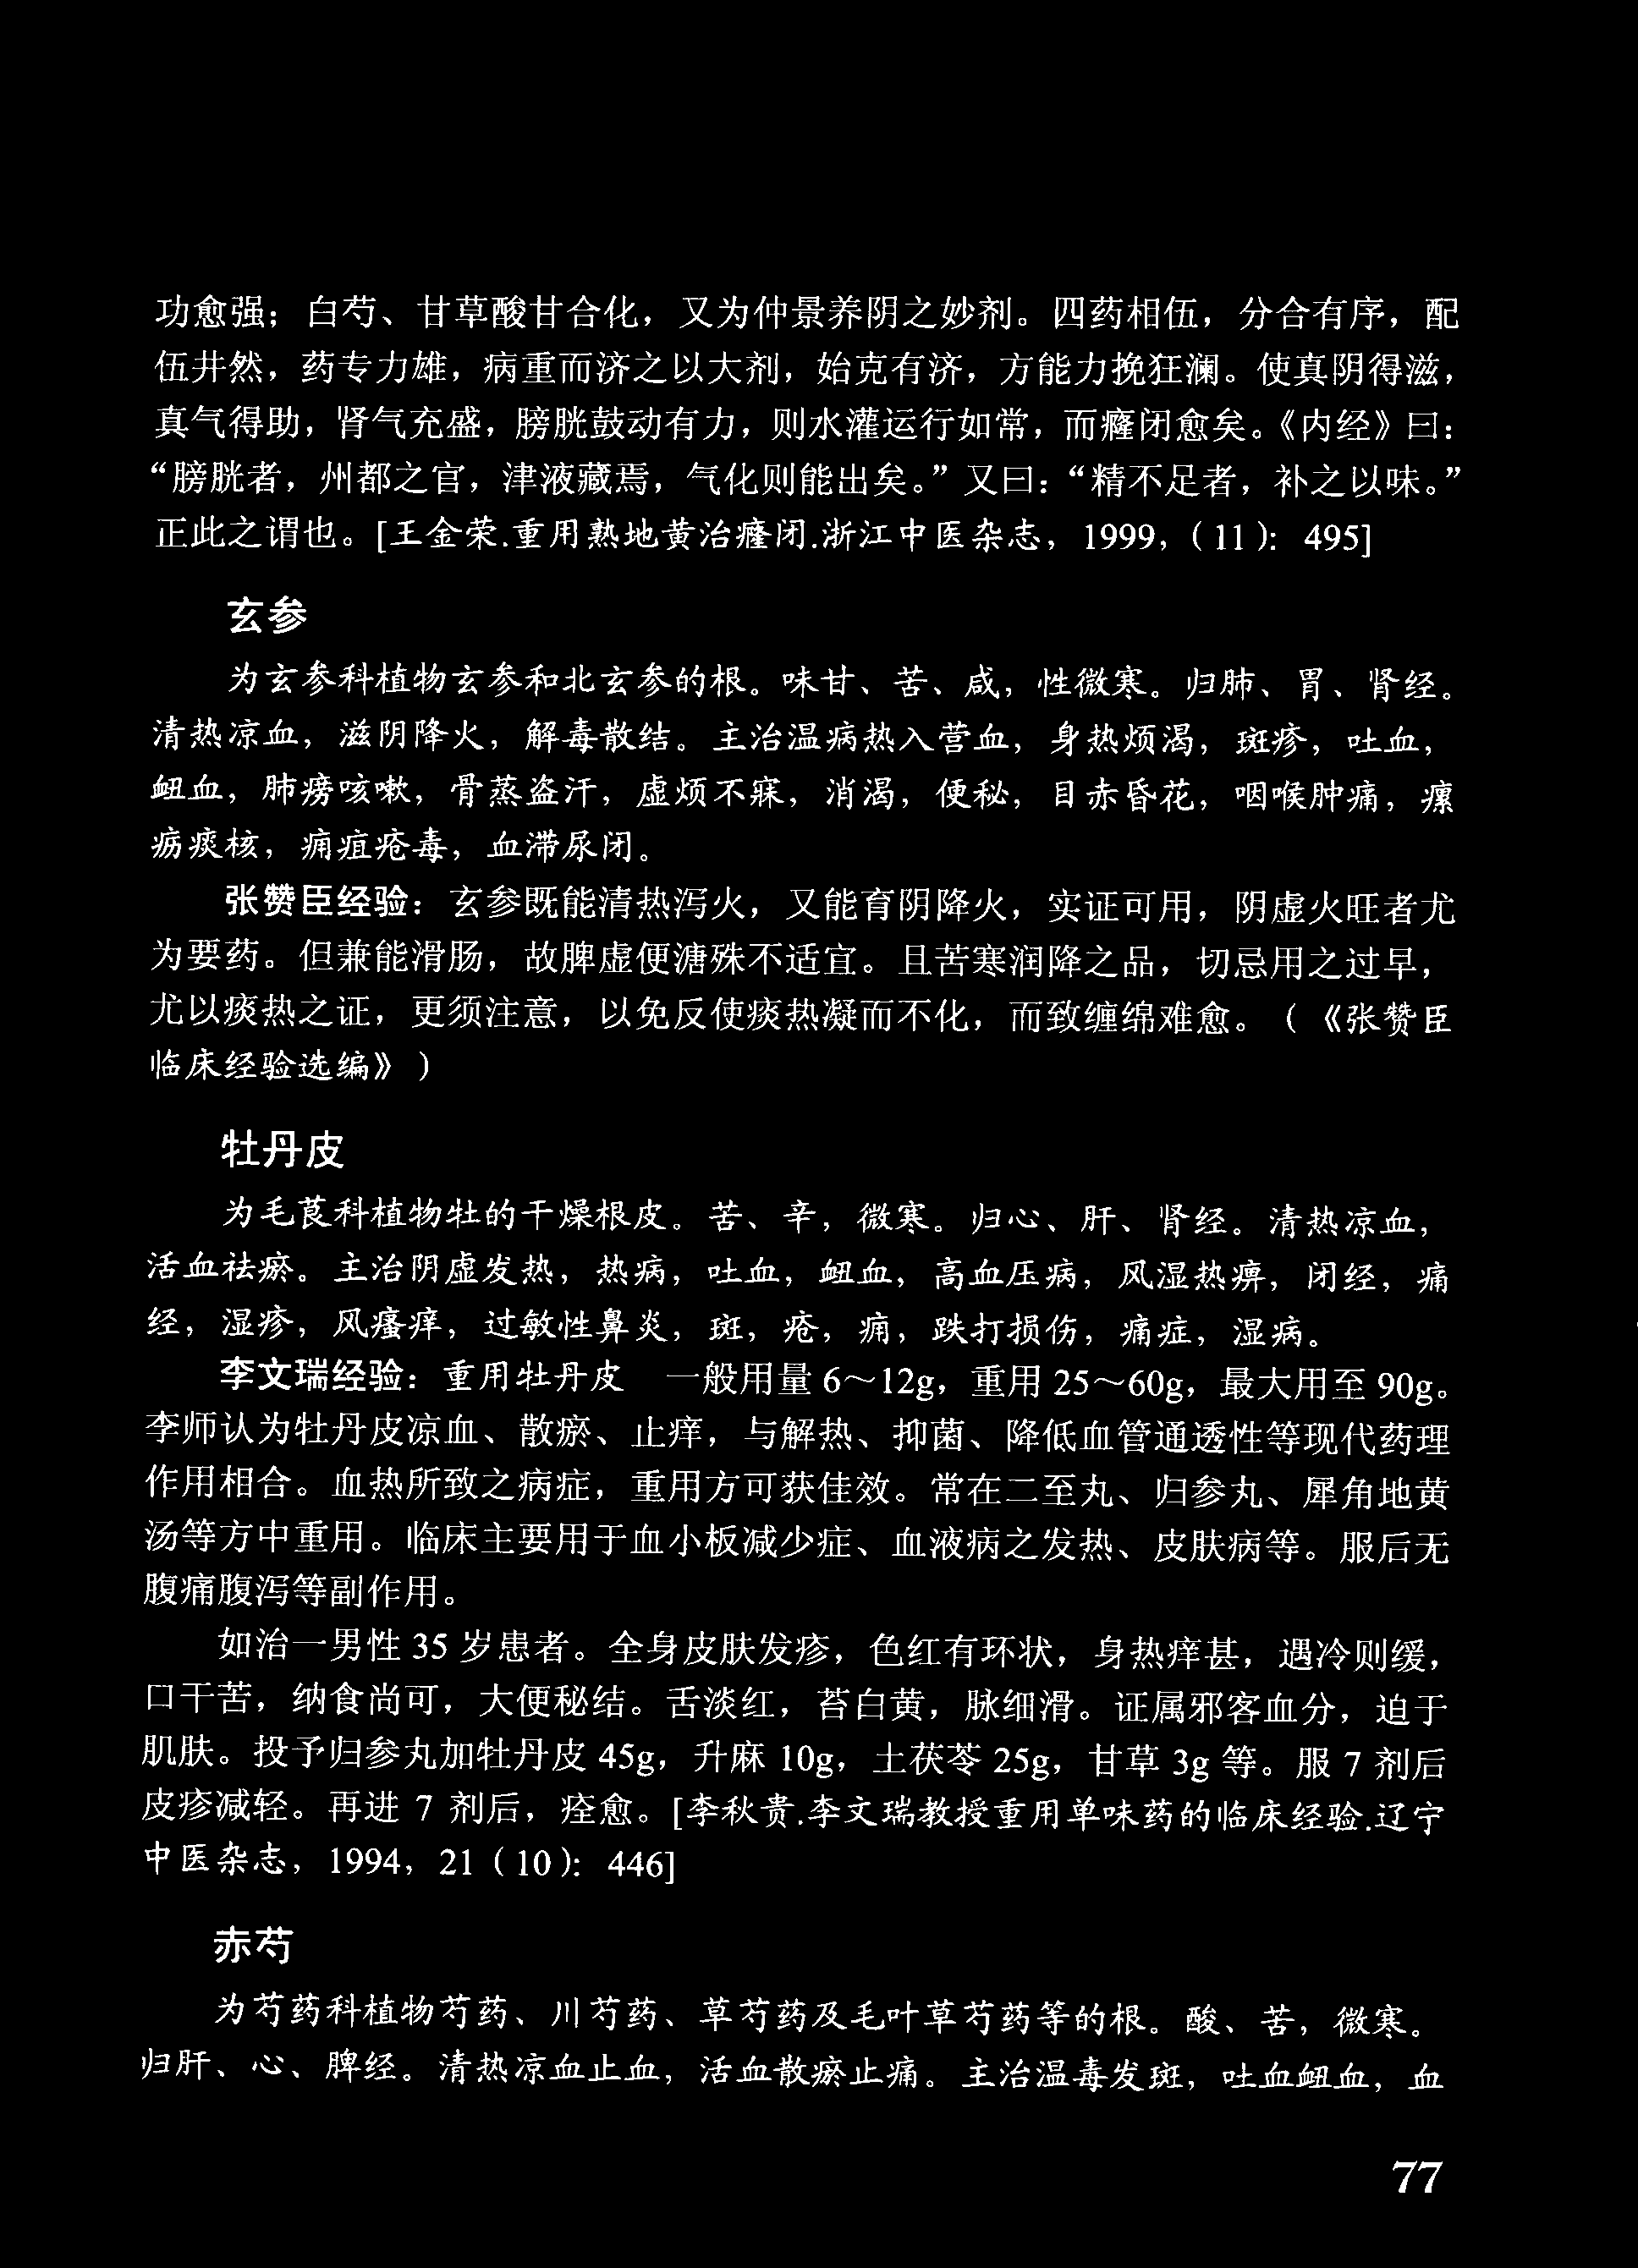 功愈强；白芍、甘草酸甘合化，又为仲景养阴之妙剂。四药相伍，分合有序，配
伍井然，药专力雄，病重而济之以大剂，始克有济，方能力挽狂澜。使真阴得滋，
真气得助，肾气充盛，膀胱鼓动有力，则水灌运行如常，而癃闭愈矣。《内经》曰：
“膀胱者，州都之官，津液藏焉，气化则能出矣。”又曰：“精不足者，补之以味。”
正此之谓也。[王金荣.重用熟地黄治癃闭.浙江中医杂志，1999，（11）：495]
玄参
为玄参科植物玄参和北玄参的根。味甘、苦、咸，性微寒。归肺、胃、肾经。
清热凉血，滋阴降火，解毒散结。主治温病热入营血，身热烦渴，斑疹，吐血，
衄血，肺痨咳嗽，骨蒸盗汗，虚烦不寐，消渴，便秘，目赤昏花，咽喉肿痛，瘰
疬痰核，痈疽疮毒，血滞尿闭。
张赞臣经验：玄参既能清热泻火，又能育阴降火，实证可用，阴虚火旺者尤
为要药。但兼能滑肠，故脾虚便溏殊不适宜。且苦寒润降之品，切忌用之过早，
尤以痰热之证，更须注意，以免反使痰热凝而不化，而致缠绵难愈。（《张赞臣
临床经验选编》）
牡丹皮
为毛茛科植物牡的干燥根皮。苦、辛，微寒。归心、肝、肾经。清热凉血，
活血祛瘀。主治阴虚发热，热病，吐血，衄血，高血压病，风湿热痹，闭经，痛
经，湿疹，风瘙痒，过敏性鼻炎，斑，疮，痈，跌打损伤，痛症，湿病。
李文瑞经验：重用牡丹皮　一般用量 6～12g，重用 25～60g，最大用至 90g。
李师认为牡丹皮凉血、散瘀、止痒，与解热、抑菌、降低血管通透性等现代药理
作用相合。血热所致之病症，重用方可获佳效。常在二至丸、归参丸、犀角地黄
汤等方中重用。临床主要用于血小板减少症、血液病之发热、皮肤病等。服后无
腹痛腹泻等副作用。
如治一男性 35 岁患者。全身皮肤发疹，色红有环状，身热痒甚，遇冷则缓，
口干苦，纳食尚可，大便秘结。舌淡红，苔白黄，脉细滑。证属邪客血分，迫于
肌肤。投予归参丸加牡丹皮 45g，升麻 10g，土茯苓 25g，甘草 3g 等。服 7 剂后
皮疹减轻。再进 7 剂后，痊愈。[李秋贵.李文瑞教授重用单味药的临床经验.辽宁
中医杂志，1994，21（10）：446]
赤芍
为芍药科植物芍药、川芍药、草芍药及毛叶草芍药等的根。酸、苦，微寒。
归肝、心、脾经。清热凉血止血，活血散瘀止痛。主治温毒发斑，吐血衄血，血
77